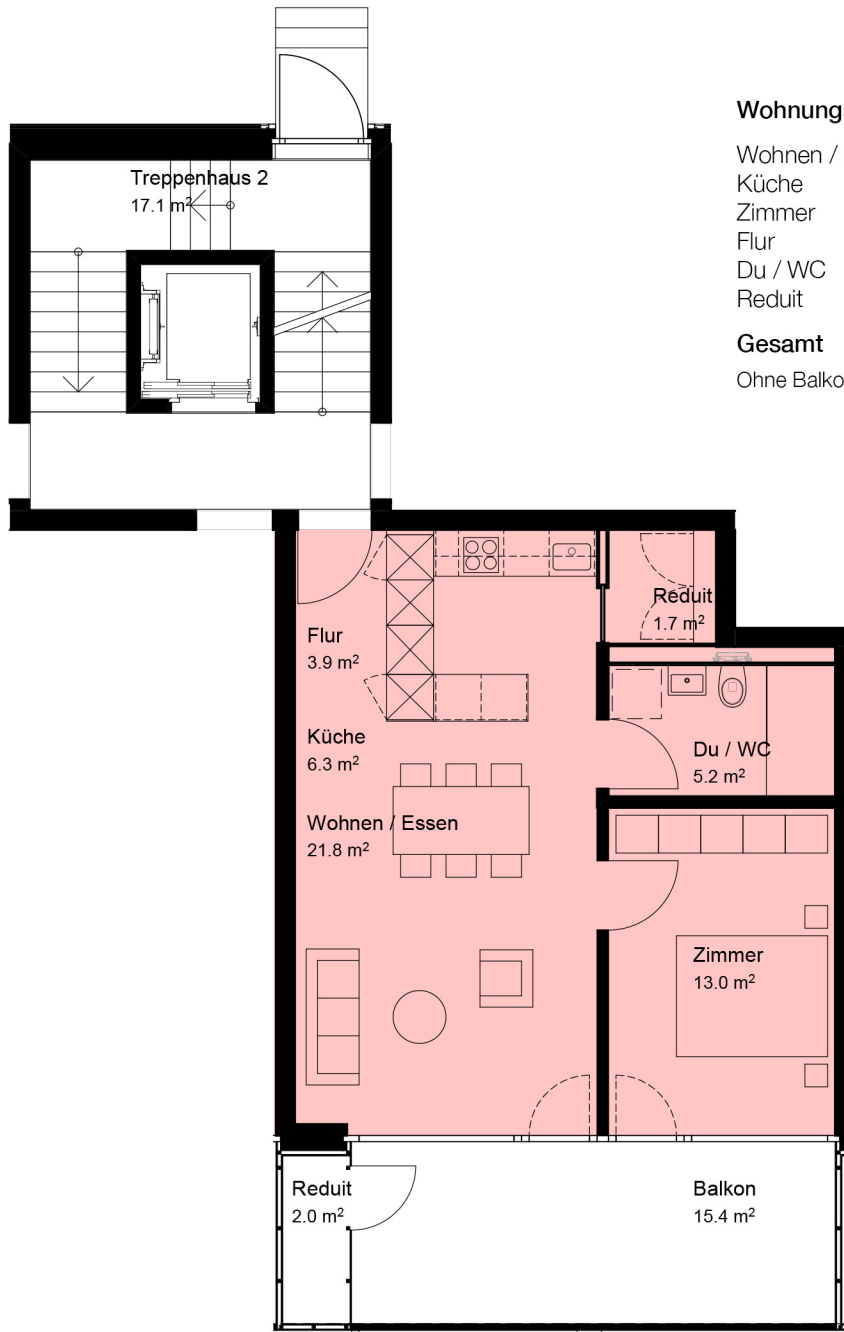 Wohnung
Wohnen /
Küche
Zimmer
Flur
Du / WC
Reduit
Gesamt
Ohne Balko
Treppenhaus 2
17.1 m²
Reduit
1.7 m²
Flur
3.9 m²
Küche
6.3 m²
Du / WC
5.2 m²
Wohnen / Essen
21.8 m²
Zimmer
13.0 m²
Reduit
2.0 m²
Balkon
15.4 m²